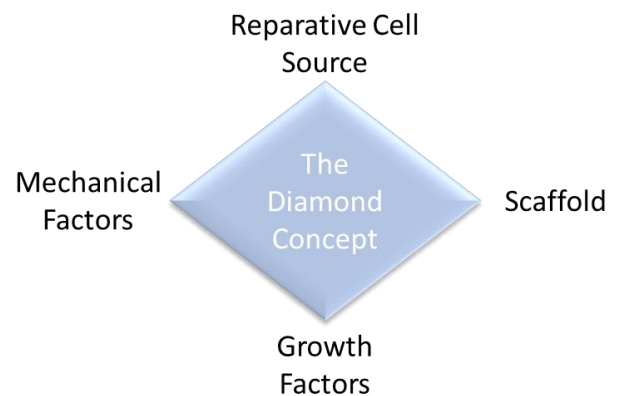 Reparative Cell
Source
Mechanical
Factors
The
Diamond
Concept
Scaffold
Growth
Factors